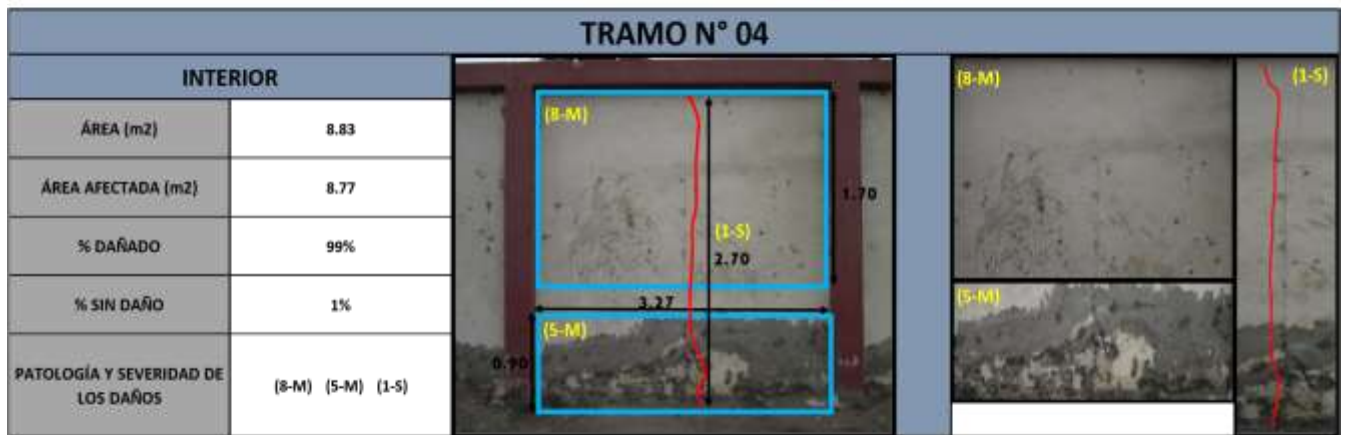 TRAMO N° 04
INTERIOR
ÁREA (m2) 8.83
ÁREA AFECTADA (m2) 8.77
% DAÑADO 99%
% SIN DAÑO 1%
PATOLOGÍA Y SEVERIDAD DE
LOS DAÑOS
(8-M) (5-M) (1-S)
(8-M)
1.70
(1-S)
2.70
3.27
(5-M)
0.90
(8-M)
(1-S)
(5-M)